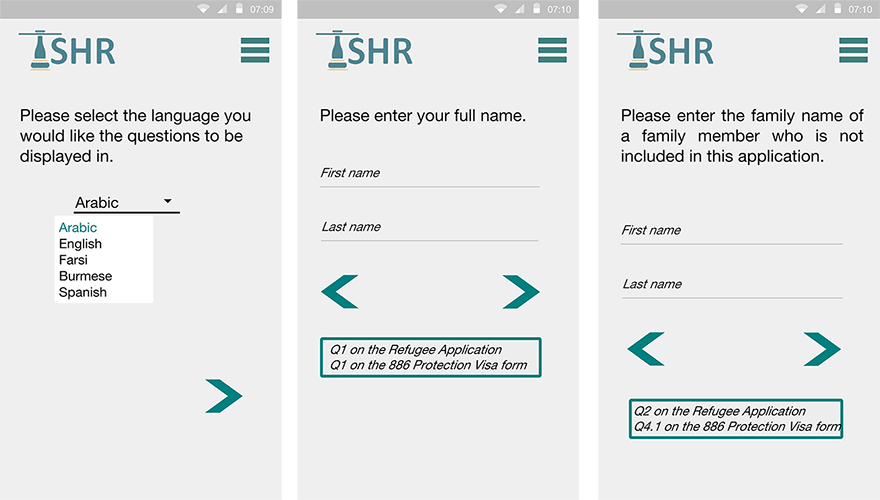 07:09
SHR
Please select the language you
would like the questions to be
displayed in.
Arabic
Arabic
English
Farsi
Burmese
Spanish
07:10
SHR
Please enter your full name.
First name
Last name
Q1 on the Refugee Application
Q1 on the 886 Protection Visa form
07:10
SHR
Please enter the family name of
a family member who is not
included in this application.
First name
Last name
Q2 on the Refugee Application
Q4.1 on the 886 Protection Visa form